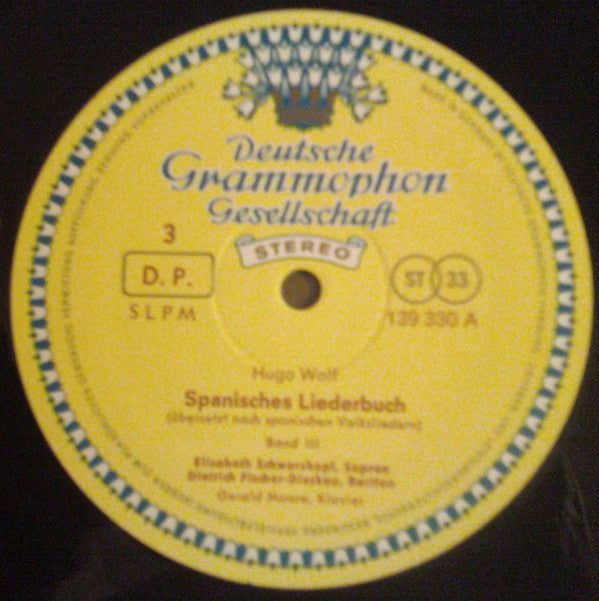 Deutsche
Grammophon
Gesellschaft
STEREO
3
D. P.
SLPM
ST 33
139 330 A
Hugo Wolf
Spanisches Liederbuch
(übersetzt nach spanischen Volksliedern)
Band III
Elisabeth Schwarzkopf, Sopran
Dietrich Fischer-Dieskau, Bariton
Gerald Moore, Klavier